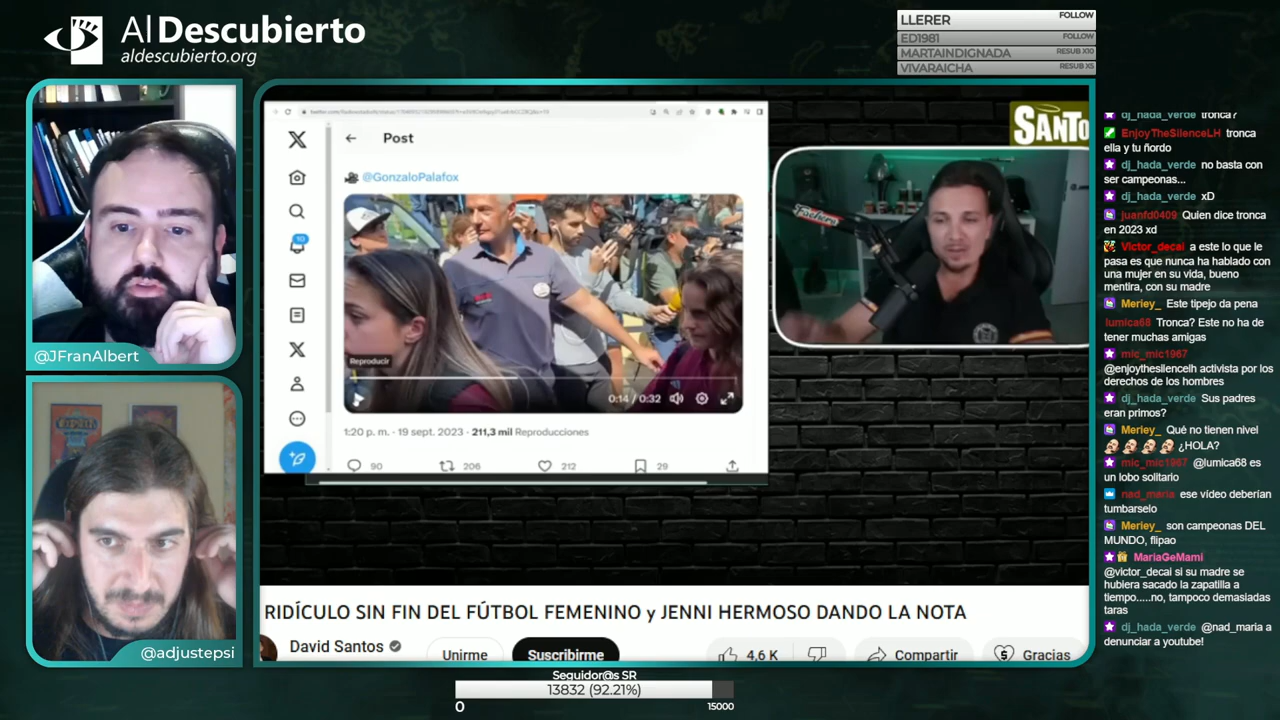 Al Descubierto
aldescubierto.org
LLERER FOLLOW
ED1981 FOLLOW
MARTAINDIGNADA RESUB X10
VIVARAICHA RESUB X5
@JFranAlbert
@adjustepsi
Post
@GonzaloPalafox
10
Reproducir
0:14 / 0:32
1:20 p. m. · 19 sept. 2023 · 211,3 mil Reproducciones
90 206 212 29
SANTO
RIDÍCULO SIN FIN DEL FÚTBOL FEMENINO y JENNI HERMOSO DANDO LA NOTA
David Santos
Unirme
Suscribirme
4,6 K
Compartir
Gracias
dj_hada_verde tronca?
EnjoyTheSilenceLH tronca
ella y tu ñordo
dj_hada_verde no basta con
ser campeonas...
dj_hada_verde xD
juanfd0409 Quien dice tronca
en 2023 xd
Victor_decai a este lo que le
pasa es que nunca ha hablado con
una mujer en su vida, bueno
mentira, con su madre
Merley_ Este tipejo da pena
lumica68 Tronca? Este no ha de
tener muchas amigas
mic_mic1967
@enjoythesilencelh activista por los
derechos de los hombres
dj_hada_verde Sus padres
eran primos?
Merley_ Qué no tienen nivel
¿HOLA?
mic_mic1967 @lumica68 es
un lobo solitario
nad_maria ese vídeo deberían
tumbarselo
Merley_ son campeonas DEL
MUNDO, flipao
MariaGeMami
@victor_decai si su madre se
hubiera sacado la zapatilla a
tiempo.....no, tampoco demasiadas
taras
dj_hada_verde @nad_maria a
denunciar a youtube!
Seguidor@s SR
13832 (92.21%)
0 15000